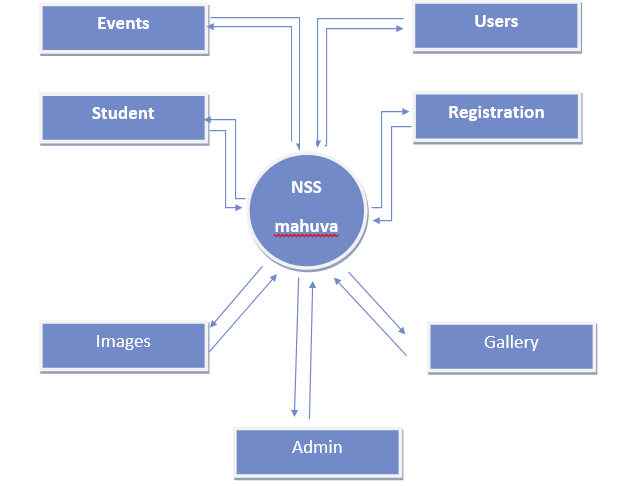 Events
Users
Student
Registration
NSS
mahuva
Images
Gallery
Admin